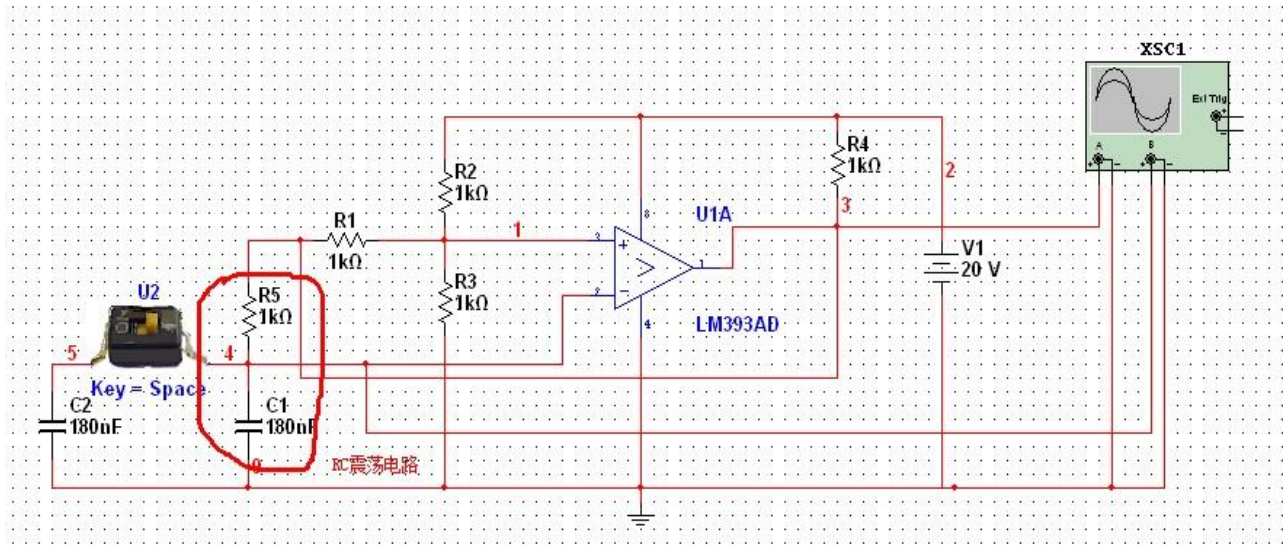 XSC1
Ext Trig
+
-
A
B
+ - + -
R4
1kΩ
2
R2
1kΩ
8
U1A
3
R1
1
3
1kΩ
1
V1
20 V
U2
R5
1kΩ
R3
1kΩ
2
4
LM393AD
5
4
Key = Space
C2
180nF
C1
180nF
0
RC震荡电路